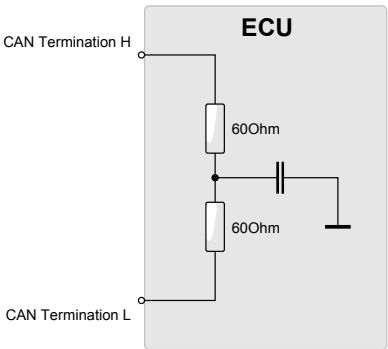 ECU
CAN Termination H
60Ohm
60Ohm
CAN Termination L